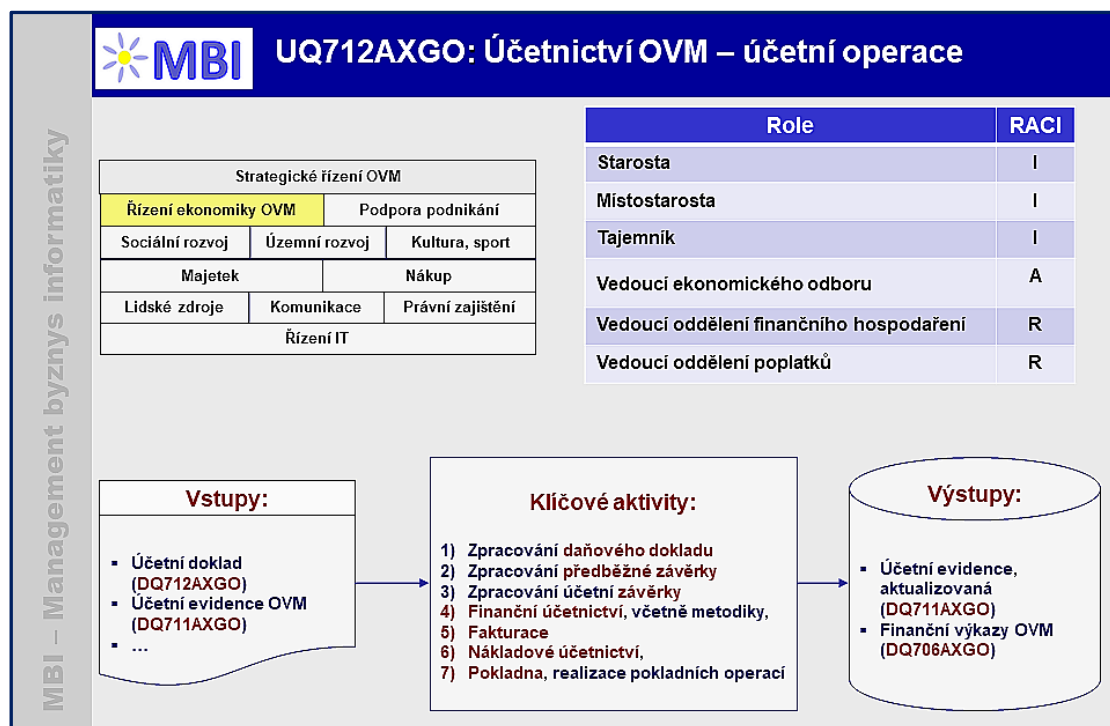 MBI
UQ712AXGO: Účetnictví OVM – účetní operace
MBI – Management byznys informatiky
Strategické řízení OVM
Řízení ekonomiky OVM
Podpora podnikání
Sociální rozvoj
Územní rozvoj
Kultura, sport
Majetek
Nákup
Lidské zdroje
Komunikace
Právní zajištění
Řízení IT
Role RACI
Starosta I
Místostarosta I
Tajemník I
Vedoucí ekonomického odboru A
Vedoucí oddělení finančního hospodaření R
Vedoucí oddělení poplatků R
Vstupy:
▪ Účetní doklad
(DQ712AXGO)
▪ Účetní evidence OVM
(DQ711AXGO)
▪ …
Klíčové aktivity:
1) Zpracování daňového dokladu
2) Zpracování předběžné závěrky
3) Zpracování účetní závěrky
4) Finanční účetnictví, včetně metodiky,
5) Fakturace
6) Nákladové účetnictví,
7) Pokladna, realizace pokladních operací
Výstupy:
▪ Účetní evidence,
aktualizovaná
(DQ711AXGO)
▪ Finanční výkazy OVM
(DQ706AXGO)